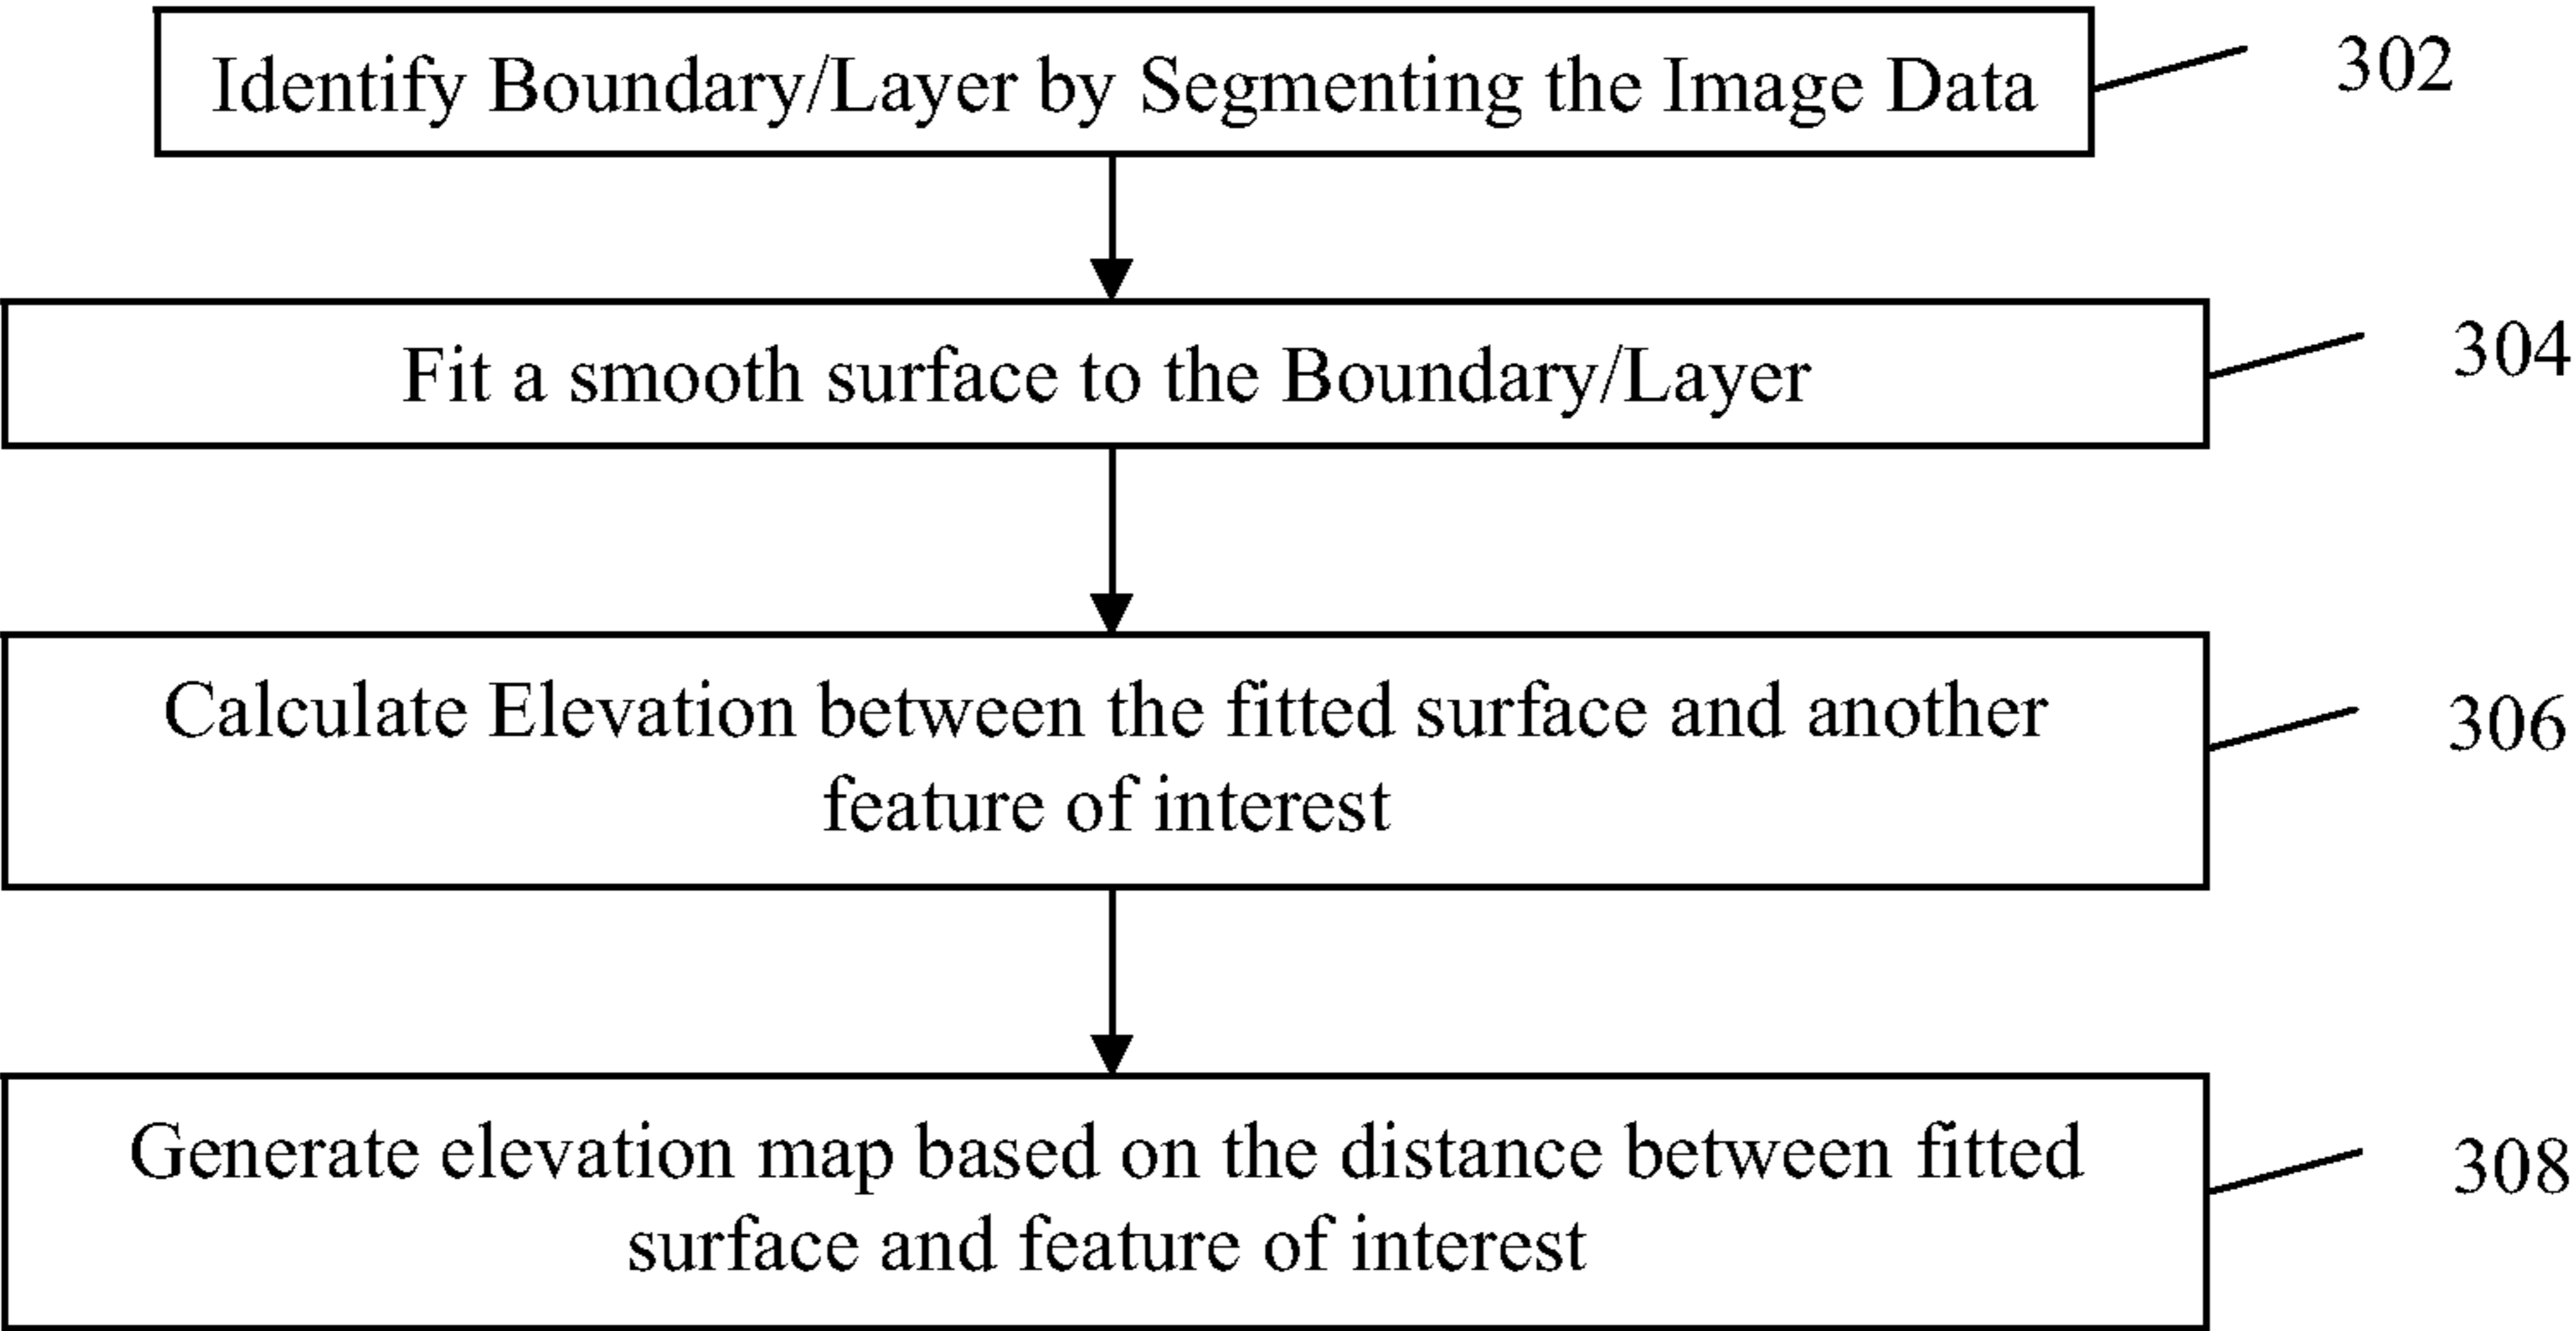 Identify Boundary/Layer by Segmenting the Image Data
302
Fit a smooth surface to the Boundary/Layer
304
Calculate Elevation between the fitted surface and another
feature of interest
306
Generate elevation map based on the distance between fitted
surface and feature of interest
308